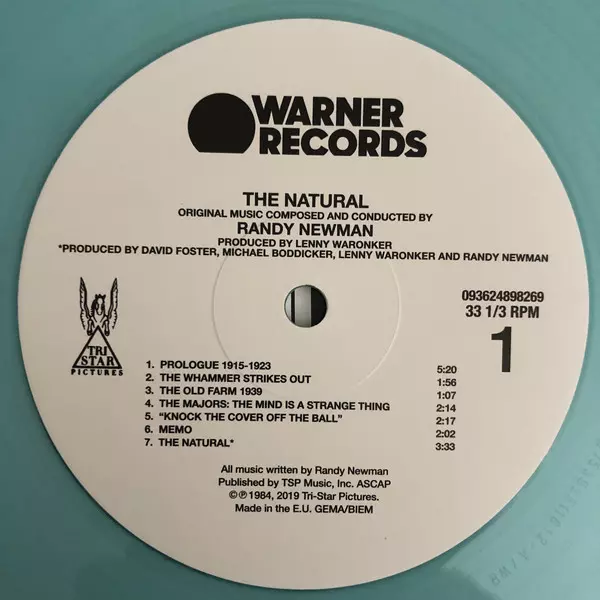 WARNER
RECORDS
THE NATURAL
ORIGINAL MUSIC COMPOSED AND CONDUCTED BY
RANDY NEWMAN
PRODUCED BY LENNY WARONKER
*PRODUCED BY DAVID FOSTER, MICHAEL BODDICKER, LENNY WARONKER AND RANDY NEWMAN
TRI
STAR
PICTURES
093624898269
33 1/3 RPM
1
1. PROLOGUE 1915-1923 5:20
2. THE WHAMMER STRIKES OUT 1:56
3. THE OLD FARM 1939 1:07
4. THE MAJORS: THE MIND IS A STRANGE THING 2:14
5. “KNOCK THE COVER OFF THE BALL” 2:17
6. MEMO 2:02
7. THE NATURAL* 3:33
All music written by Randy Newman
Published by TSP Music, Inc. ASCAP
©℗ 1984, 2019 Tri-Star Pictures.
Made in the E.U. GEMA/BIEM